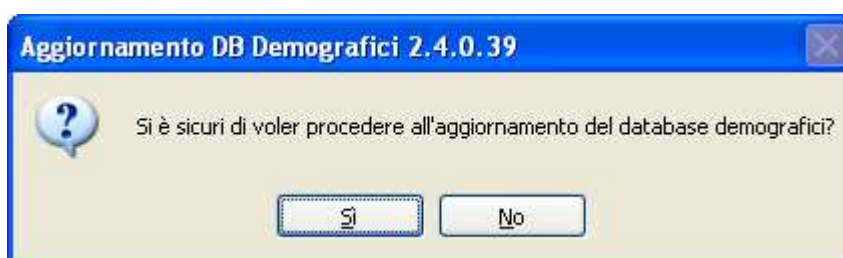 Aggiornamento DB Demografici 2.4.0.39
Si è sicuri di voler procedere all'aggiornamento del database demografici?
Sì
No